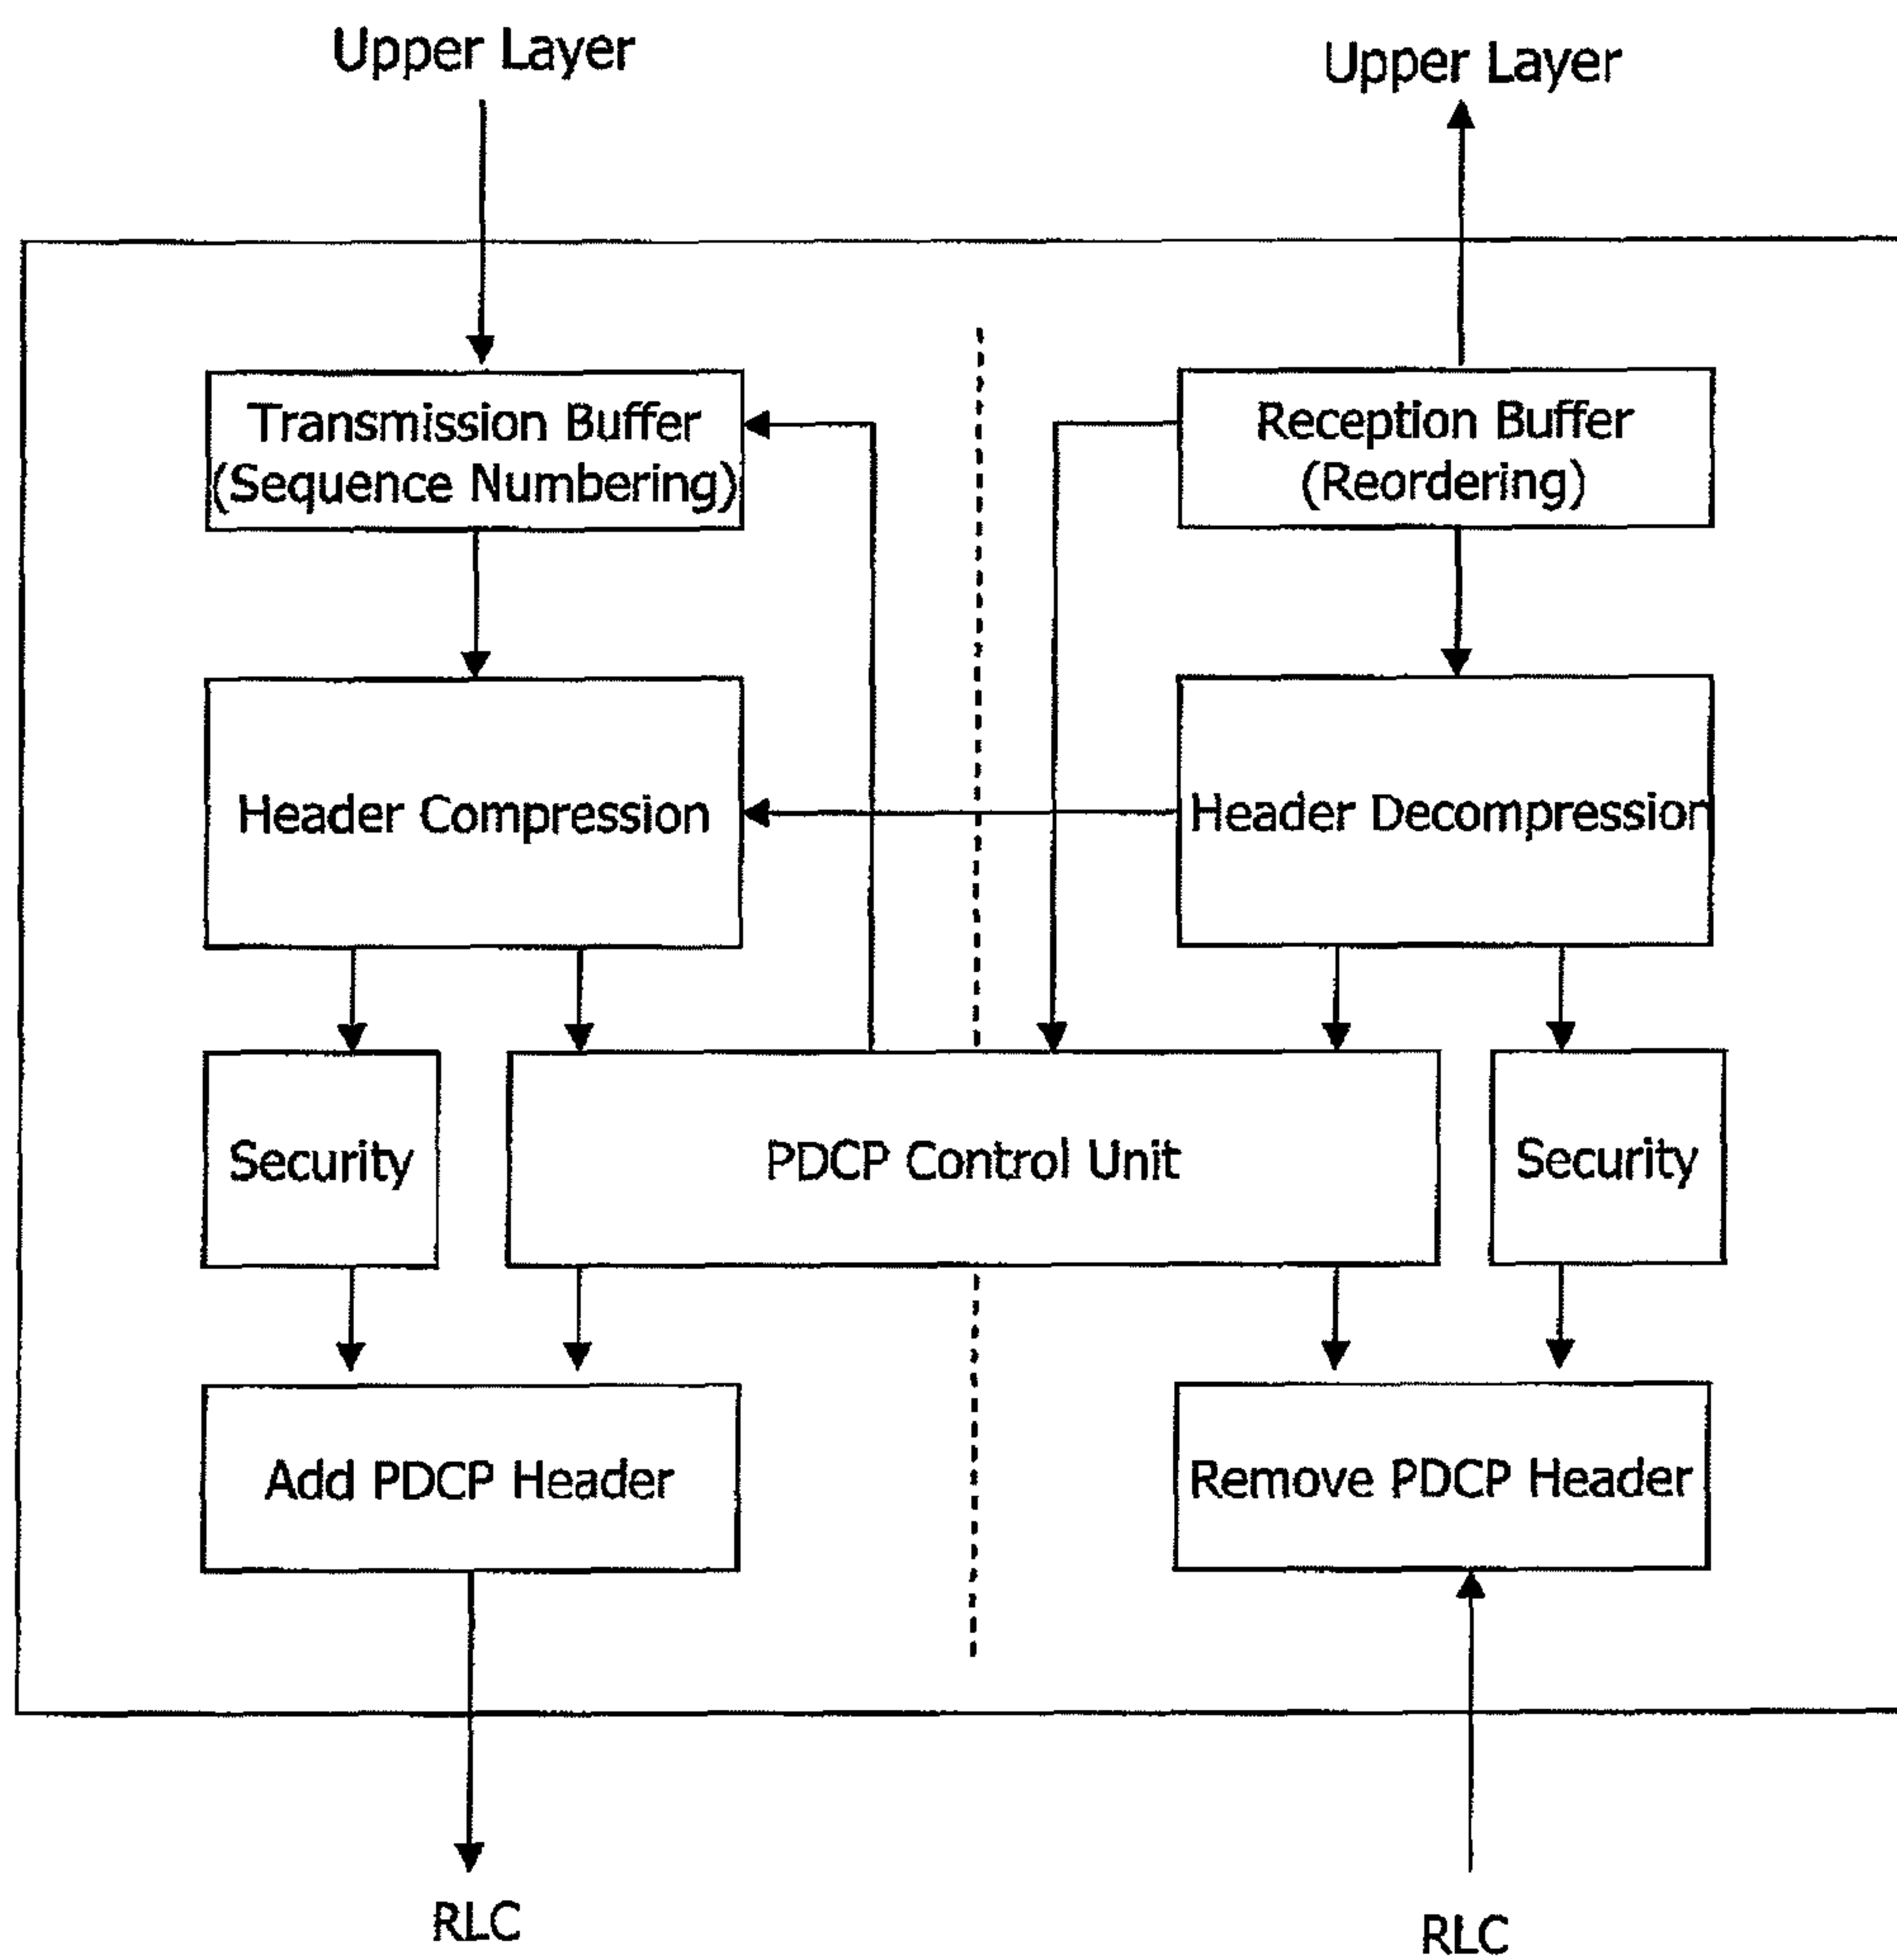 Upper Layer
Upper Layer
Transmission Buffer
(Sequence Numbering)
Reception Buffer
(Reordering)
Header Compression
Header Decompression
Security
PDCP Control Unit
Security
Add PDCP Header
Remove PDCP Header
RLC
RLC